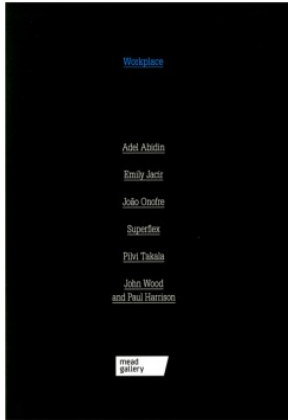 Workplace
Adel Abidin
Emily Jacir
João Onofre
Superflex
Pilvi Takala
John Wood
and Paul Harrison
mead
gallery